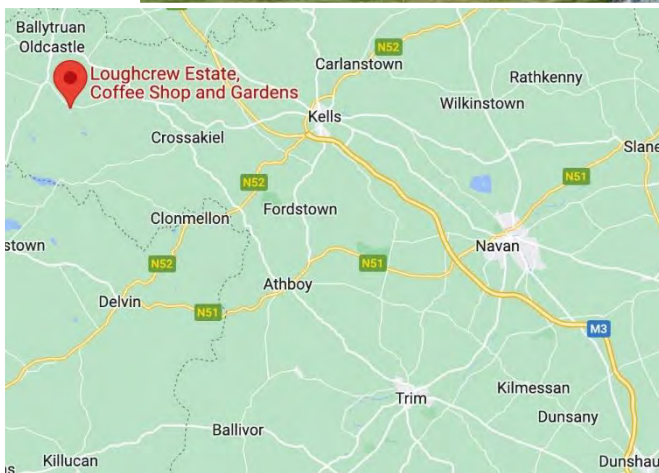 Ballytruan
Oldcastle
Loughcrew Estate,
Coffee Shop and Gardens
N52
Carlanstown
Rathkenny
Wilkinstown
Kells
Crossakiel
Slane
N52
N51
Clonmellon
Fordstown
Navan
stown
N52
N51
Athboy
Delvin
N51
M3
Trim
Kilmessan
Dunsany
Ballivor
Killucan
Dunshau
as